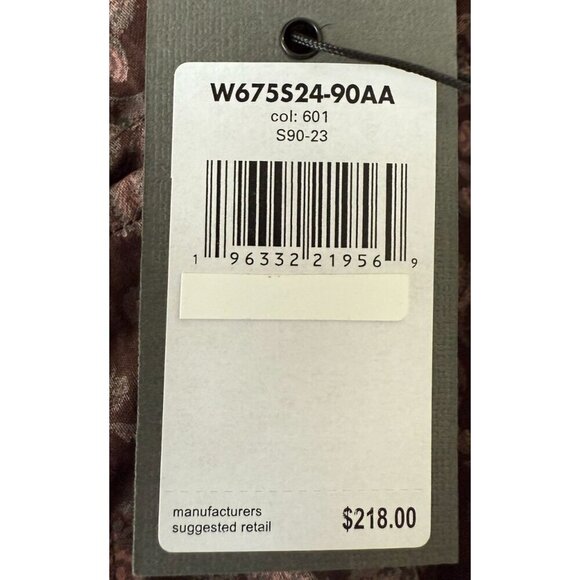 W675S24-90AA
col: 601
S90-23
1 96332 21956 9
manufacturers
suggested retail $218.00